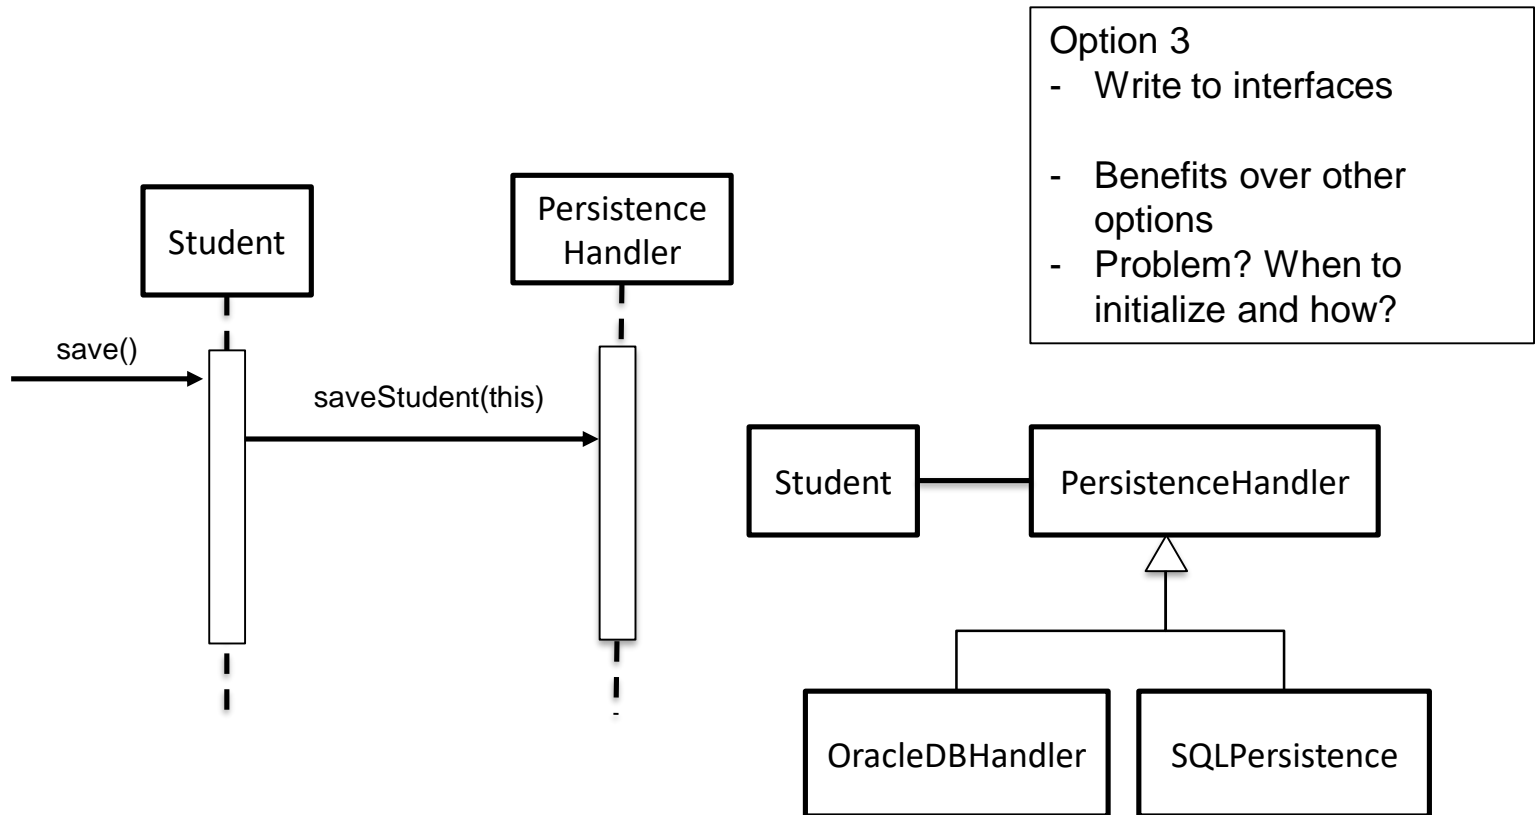 Option 3
- Write to interfaces
- Benefits over other
options
- Problem? When to
initialize and how?
Student
Persistence
Handler
save()
saveStudent(this)
Student
PersistenceHandler
OracleDBHandler
SQLPersistence